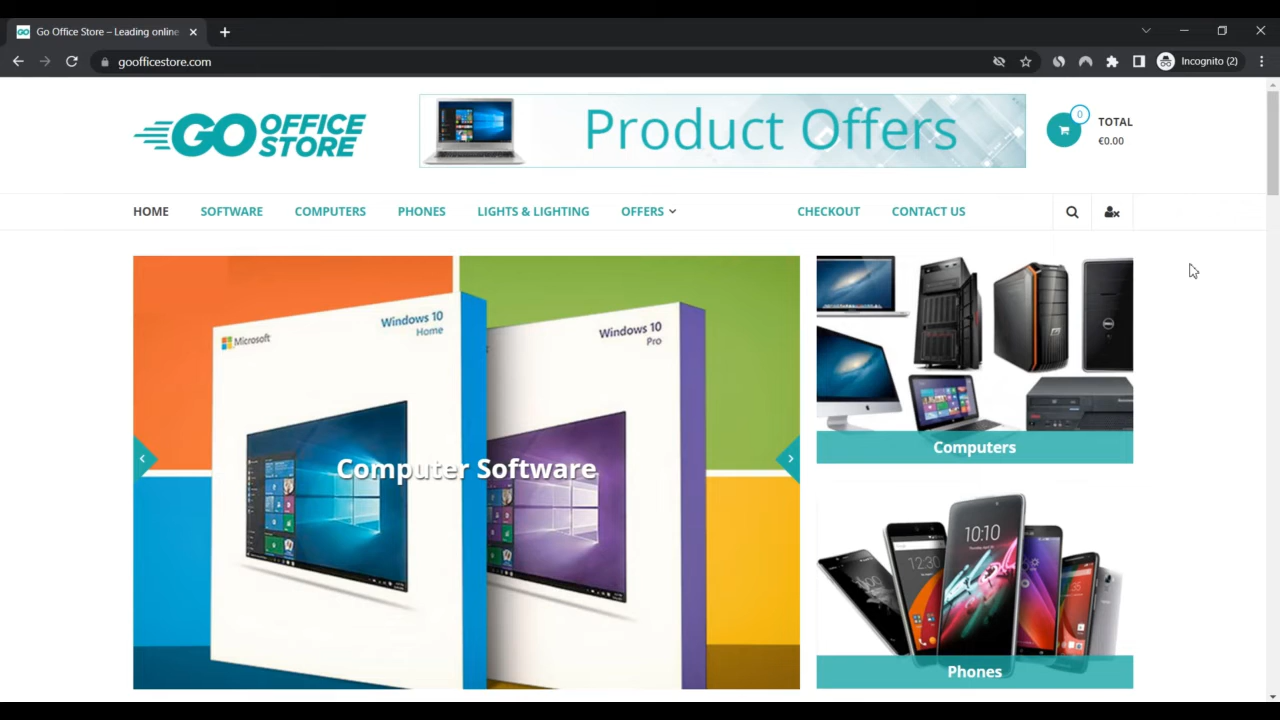 Go Office Store – Leading online
goofficestore.com
Incognito (2)
GO OFFICE
STORE
Product Offers
0
TOTAL
€0.00
HOME
SOFTWARE
COMPUTERS
PHONES
LIGHTS & LIGHTING
OFFERS
CHECKOUT
CONTACT US
Microsoft
Windows 10
Home
Windows 10
Pro
Computer Software
Computers
12:30
10:10
Phones